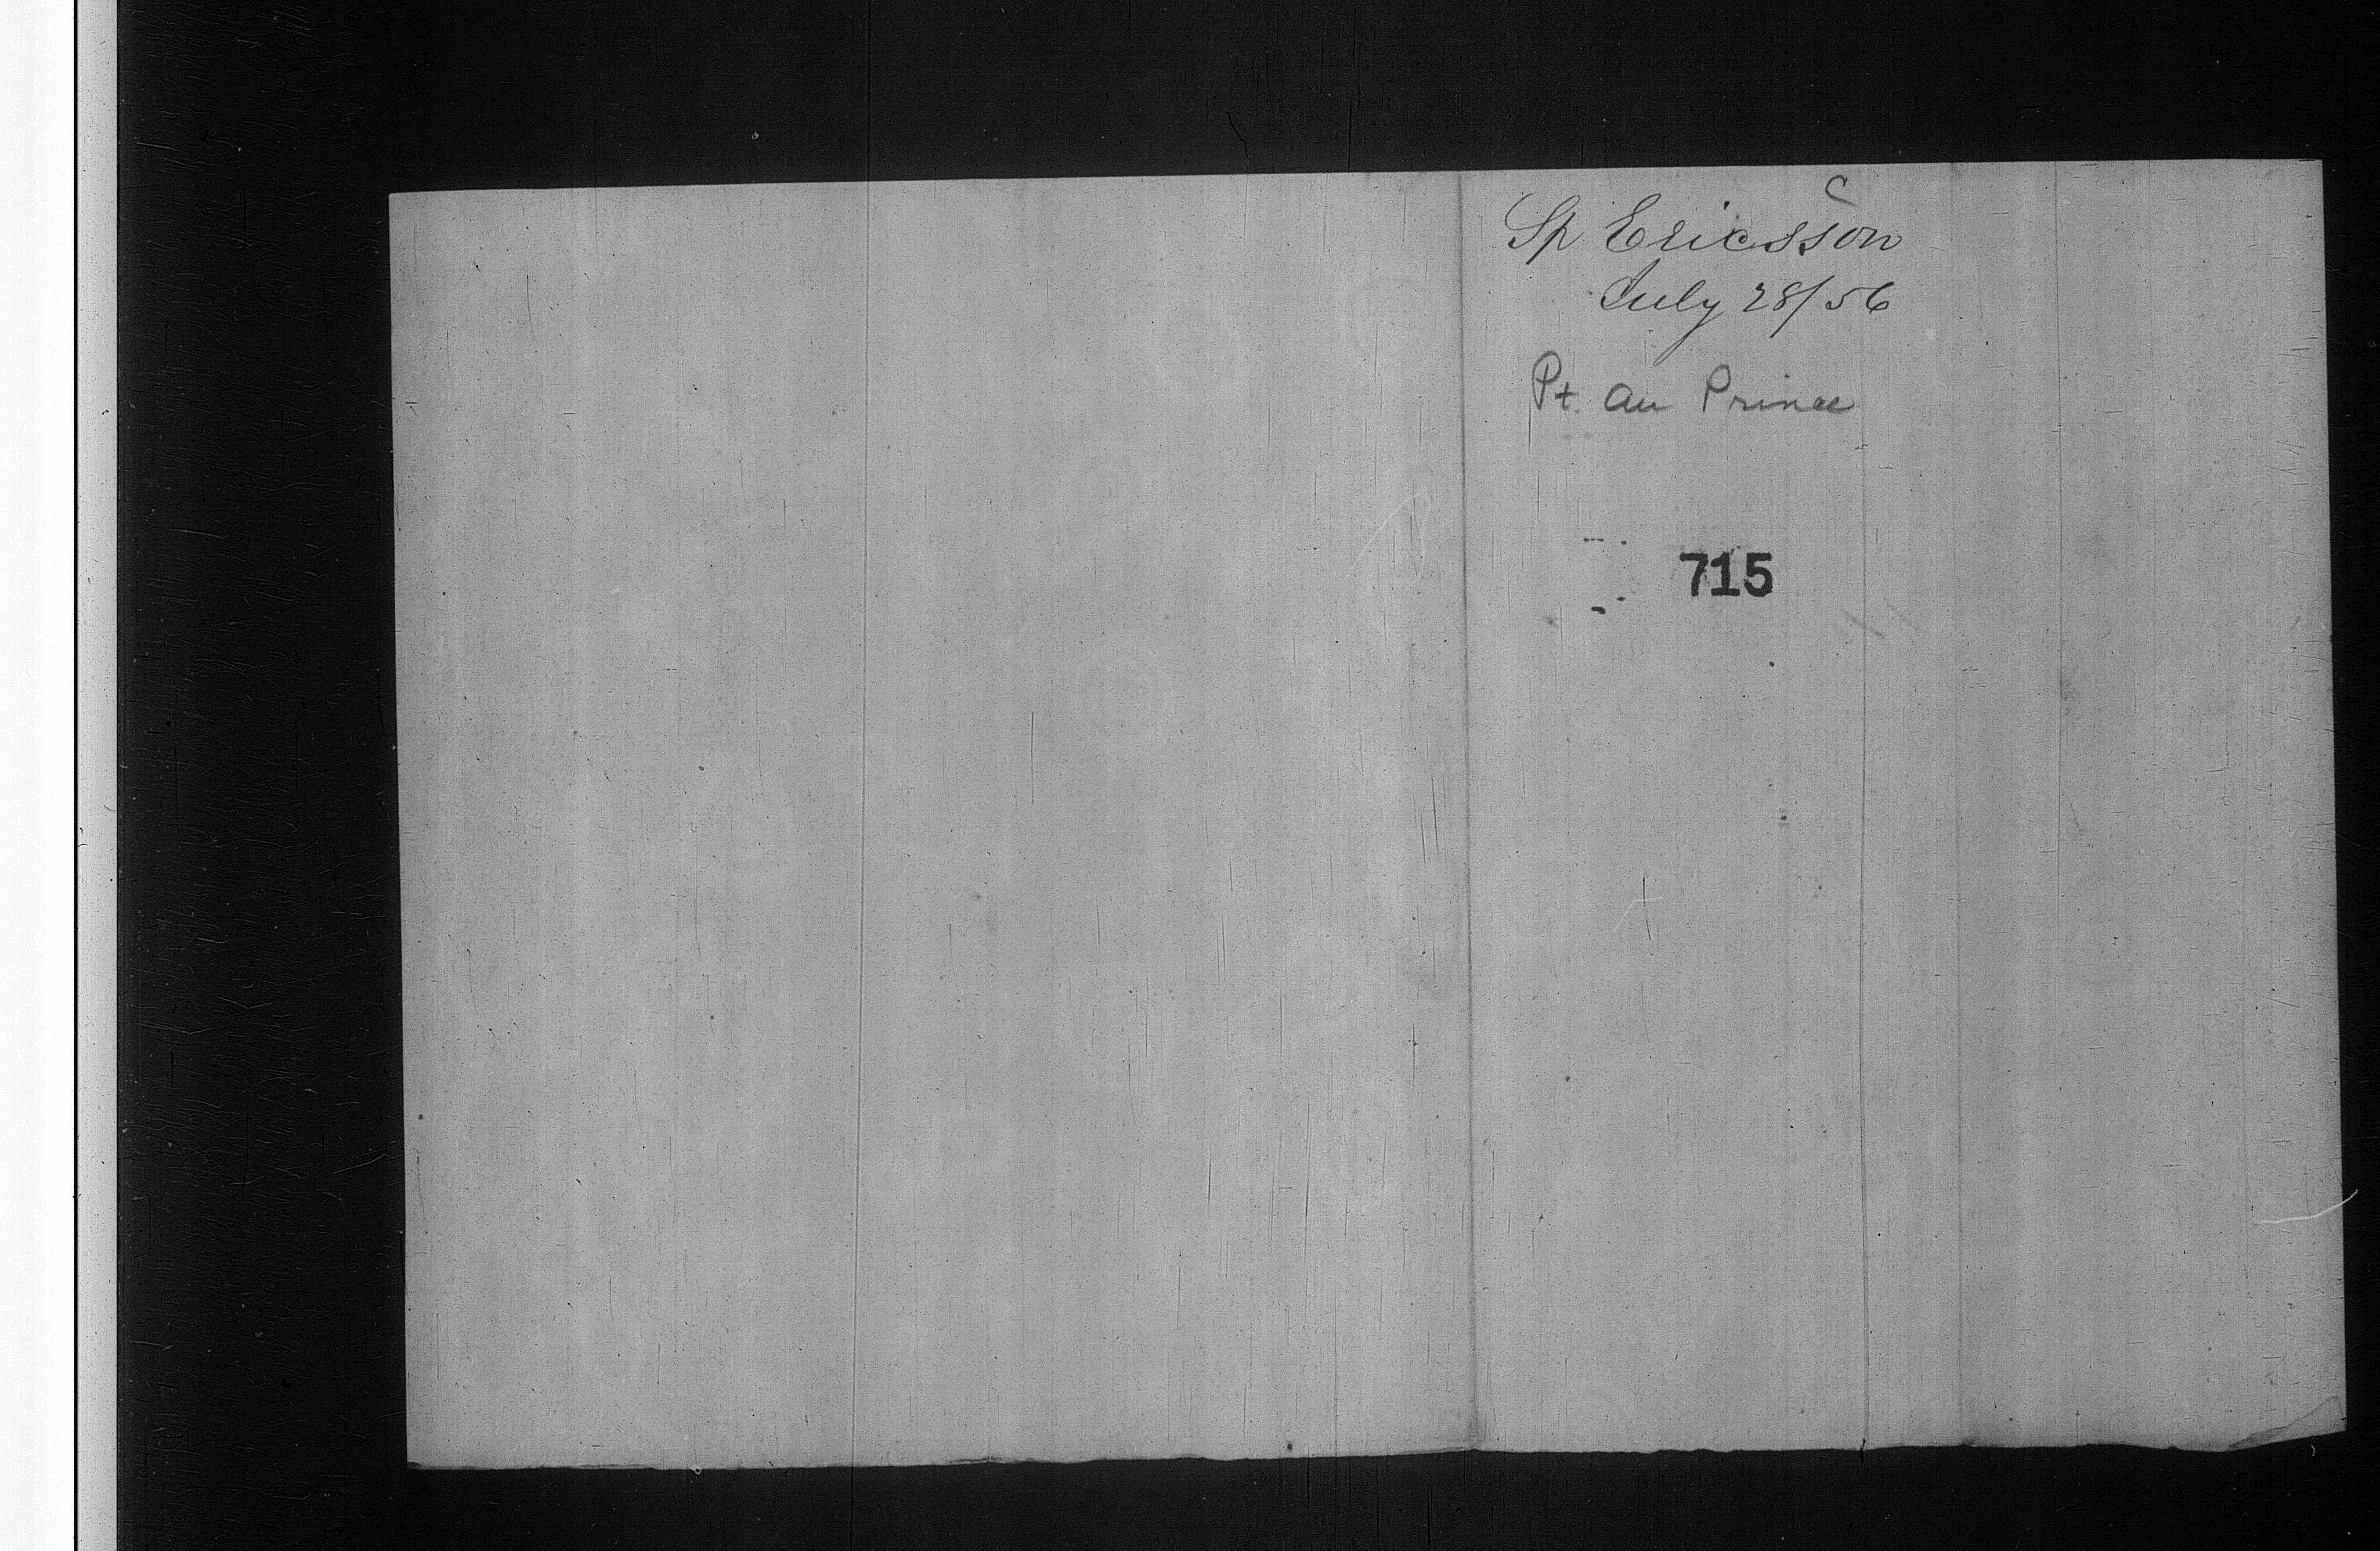 C
Sp Ericsson
July 28/56
Pt. au Prince
715